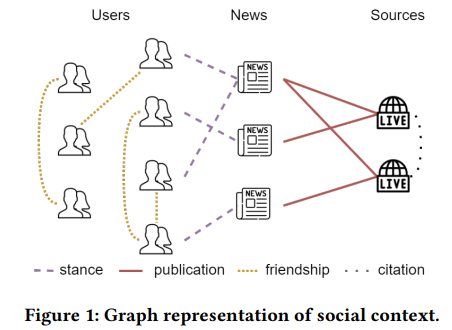 Users News Sources
NEWS
NEWS
NEWS
LIVE
LIVE
stance publication friendship citation
Figure 1: Graph representation of social context.